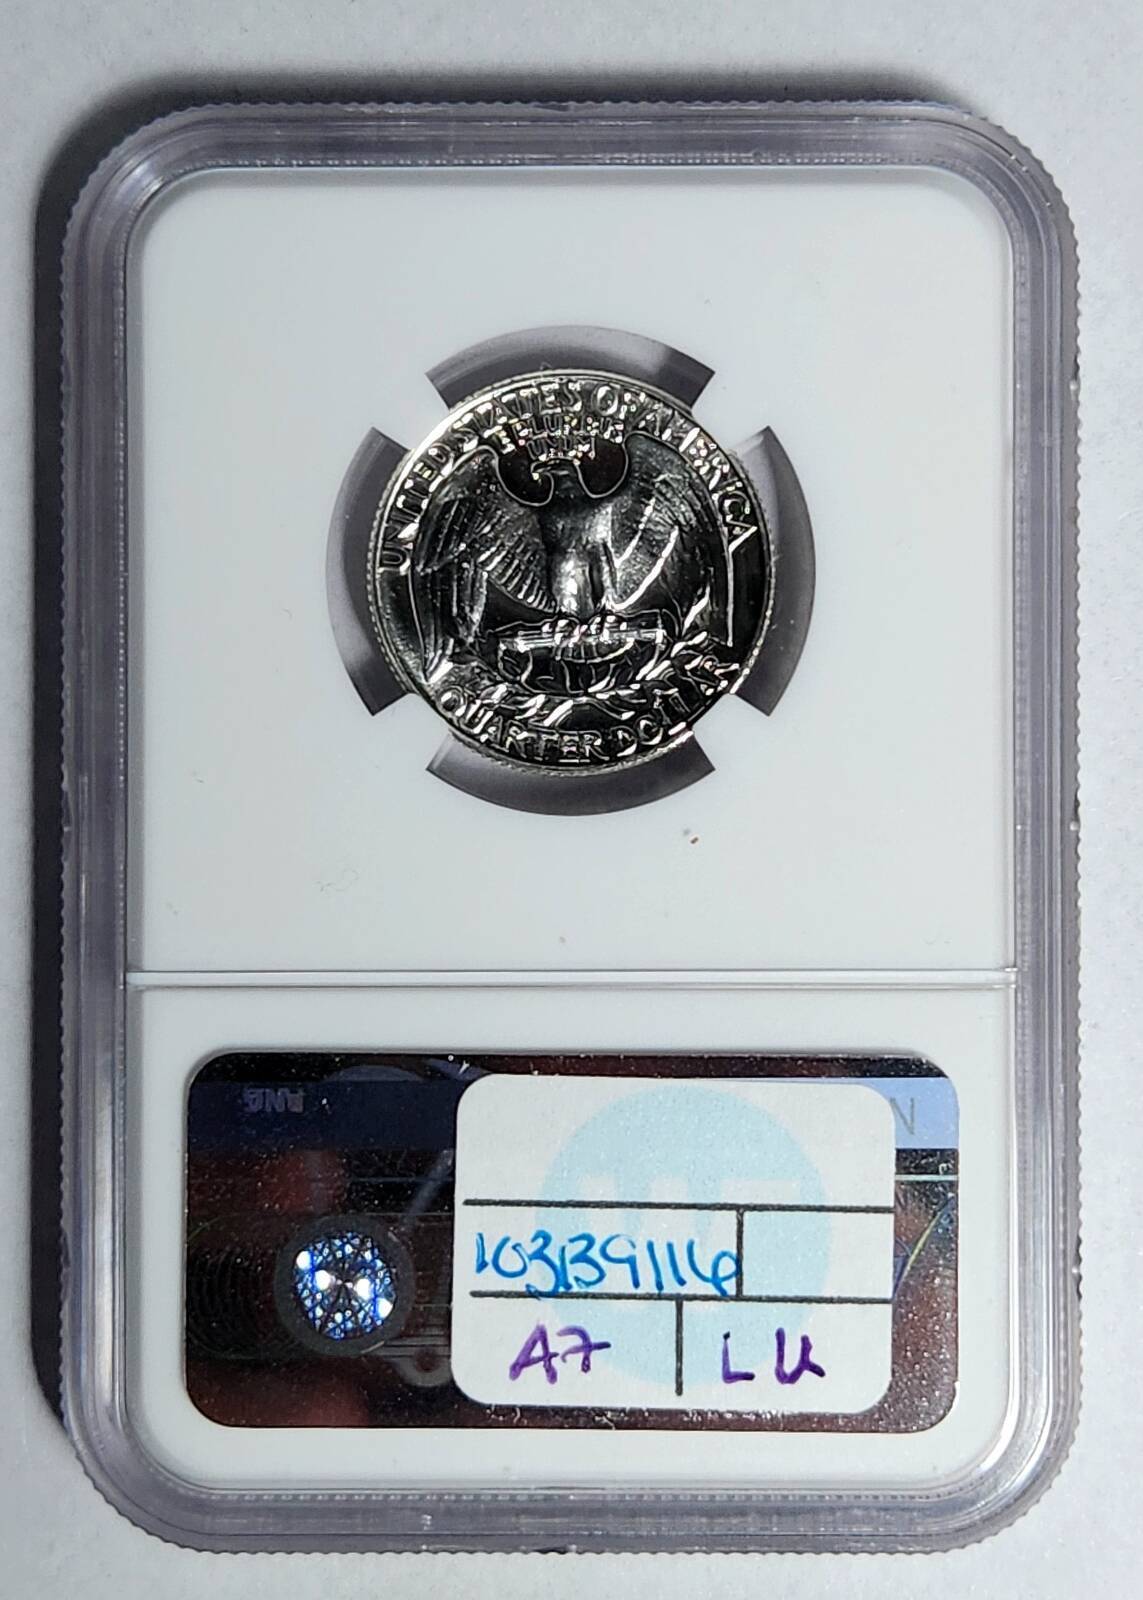 UNITED STATES OF AMERICA
E PLURIBUS
UNUM
QUARTER DOLLAR
N
103139116
A7
LU